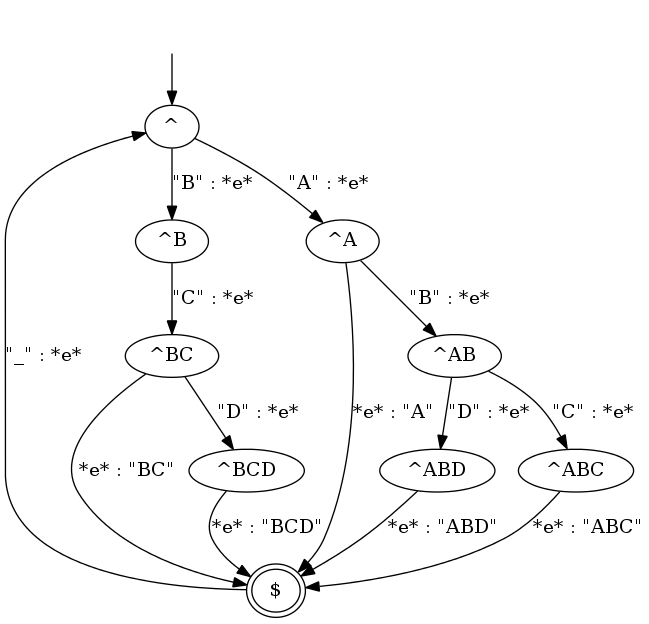 ^
"B" : *e*
"A" : *e*
^B
^A
"C" : *e*
"B" : *e*
"_" : *e*
^BC
^AB
"D" : *e*
*e* : "A"
"D" : *e*
"C" : *e*
*e* : "BC"
^BCD
^ABD
^ABC
*e* : "BCD"
*e* : "ABD"
*e* : "ABC"
$